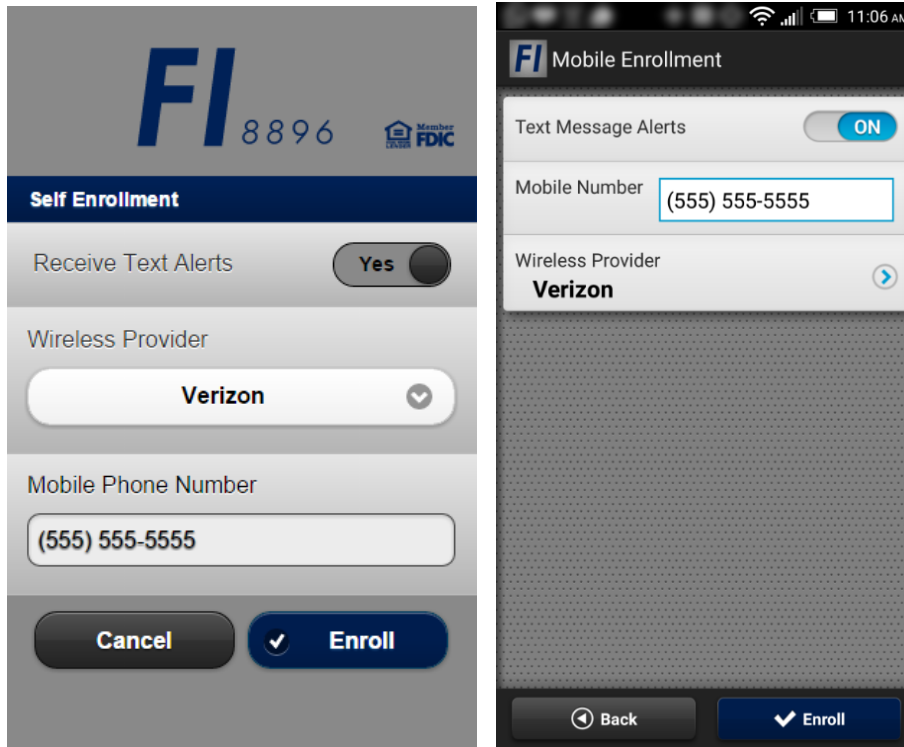 FI 8896 Member
LENDER FDIC
Self Enrollment
Receive Text Alerts Yes
Wireless Provider
Verizon
Mobile Phone Number
(555) 555-5555
Cancel Enroll
11:06 AM
FI Mobile Enrollment
Text Message Alerts ON
Mobile Number (555) 555-5555
Wireless Provider
Verizon
Back Enroll